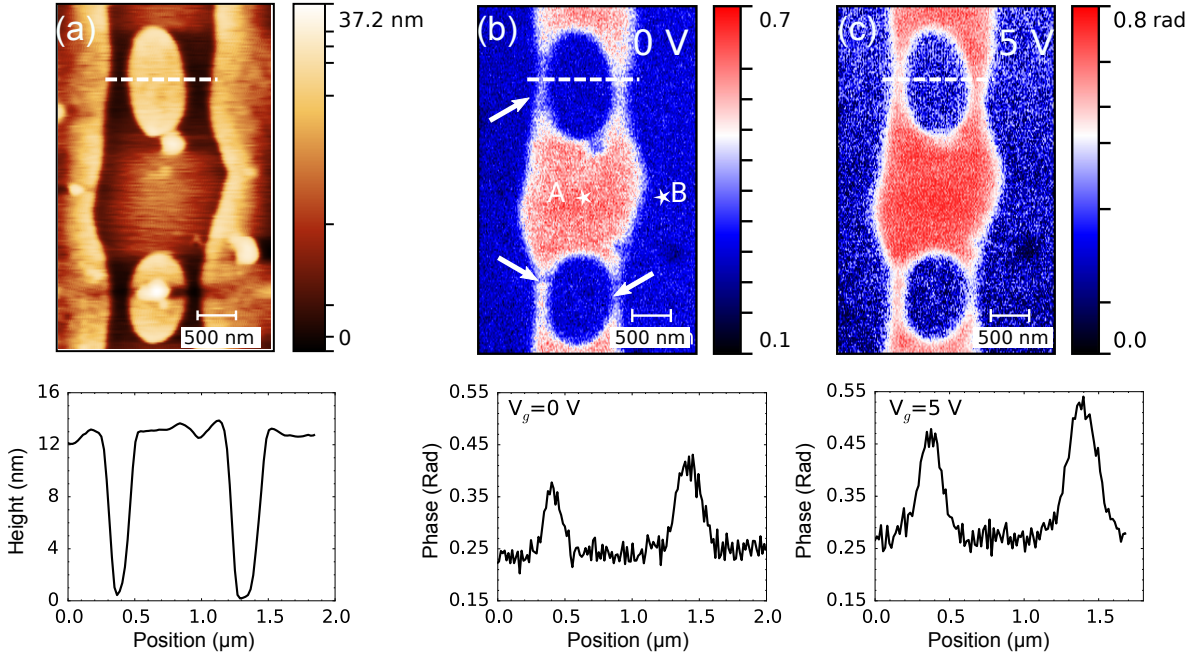 (a)
37.2 nm
0
500 nm
(b)
0 V
A
B
500 nm
0.7
0.1
(c)
5 V
500 nm
0.8 rad
0.0
16
12
8
4
0
0.0
0.5
1.0
1.5
2.0
Height (nm)
Position (µm)
V_g=0 V
0.55
0.45
0.35
0.25
0.15
0.0
0.5
1.0
1.5
2.0
Phase (Rad)
Position (µm)
V_g=5 V
0.55
0.45
0.35
0.25
0.15
0.0
0.5
1.0
1.5
Phase (Rad)
Position (µm)